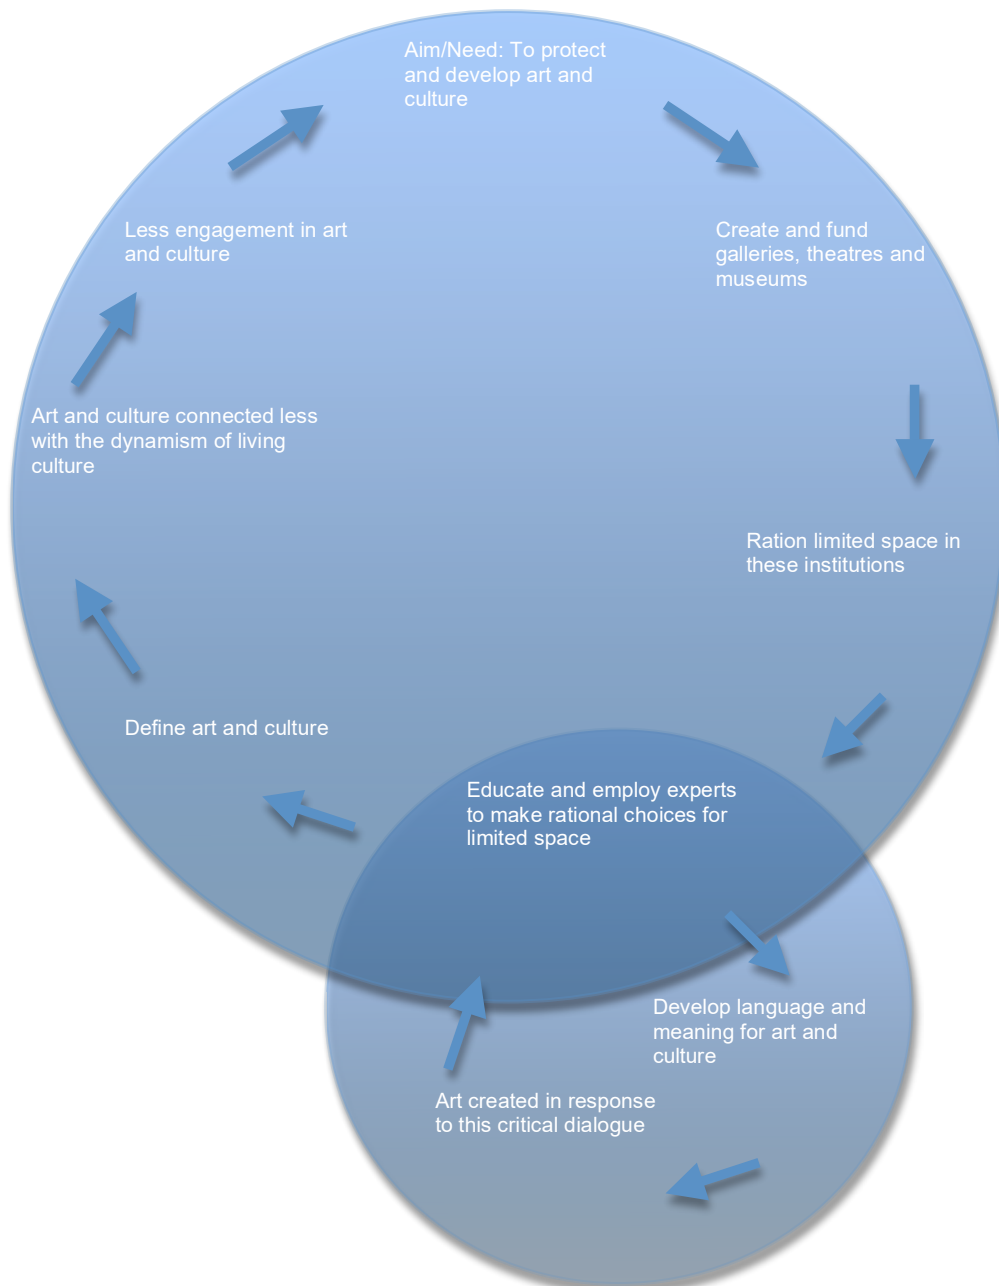 Aim/Need: To protect
and develop art and
culture
Create and fund
galleries, theatres and
museums
Ration limited space in
these institutions
Educate and employ experts
to make rational choices for
limited space
Develop language and
meaning for art and
culture
Art created in response
to this critical dialogue
Define art and culture
Art and culture connected less
with the dynamism of living
culture
Less engagement in art
and culture